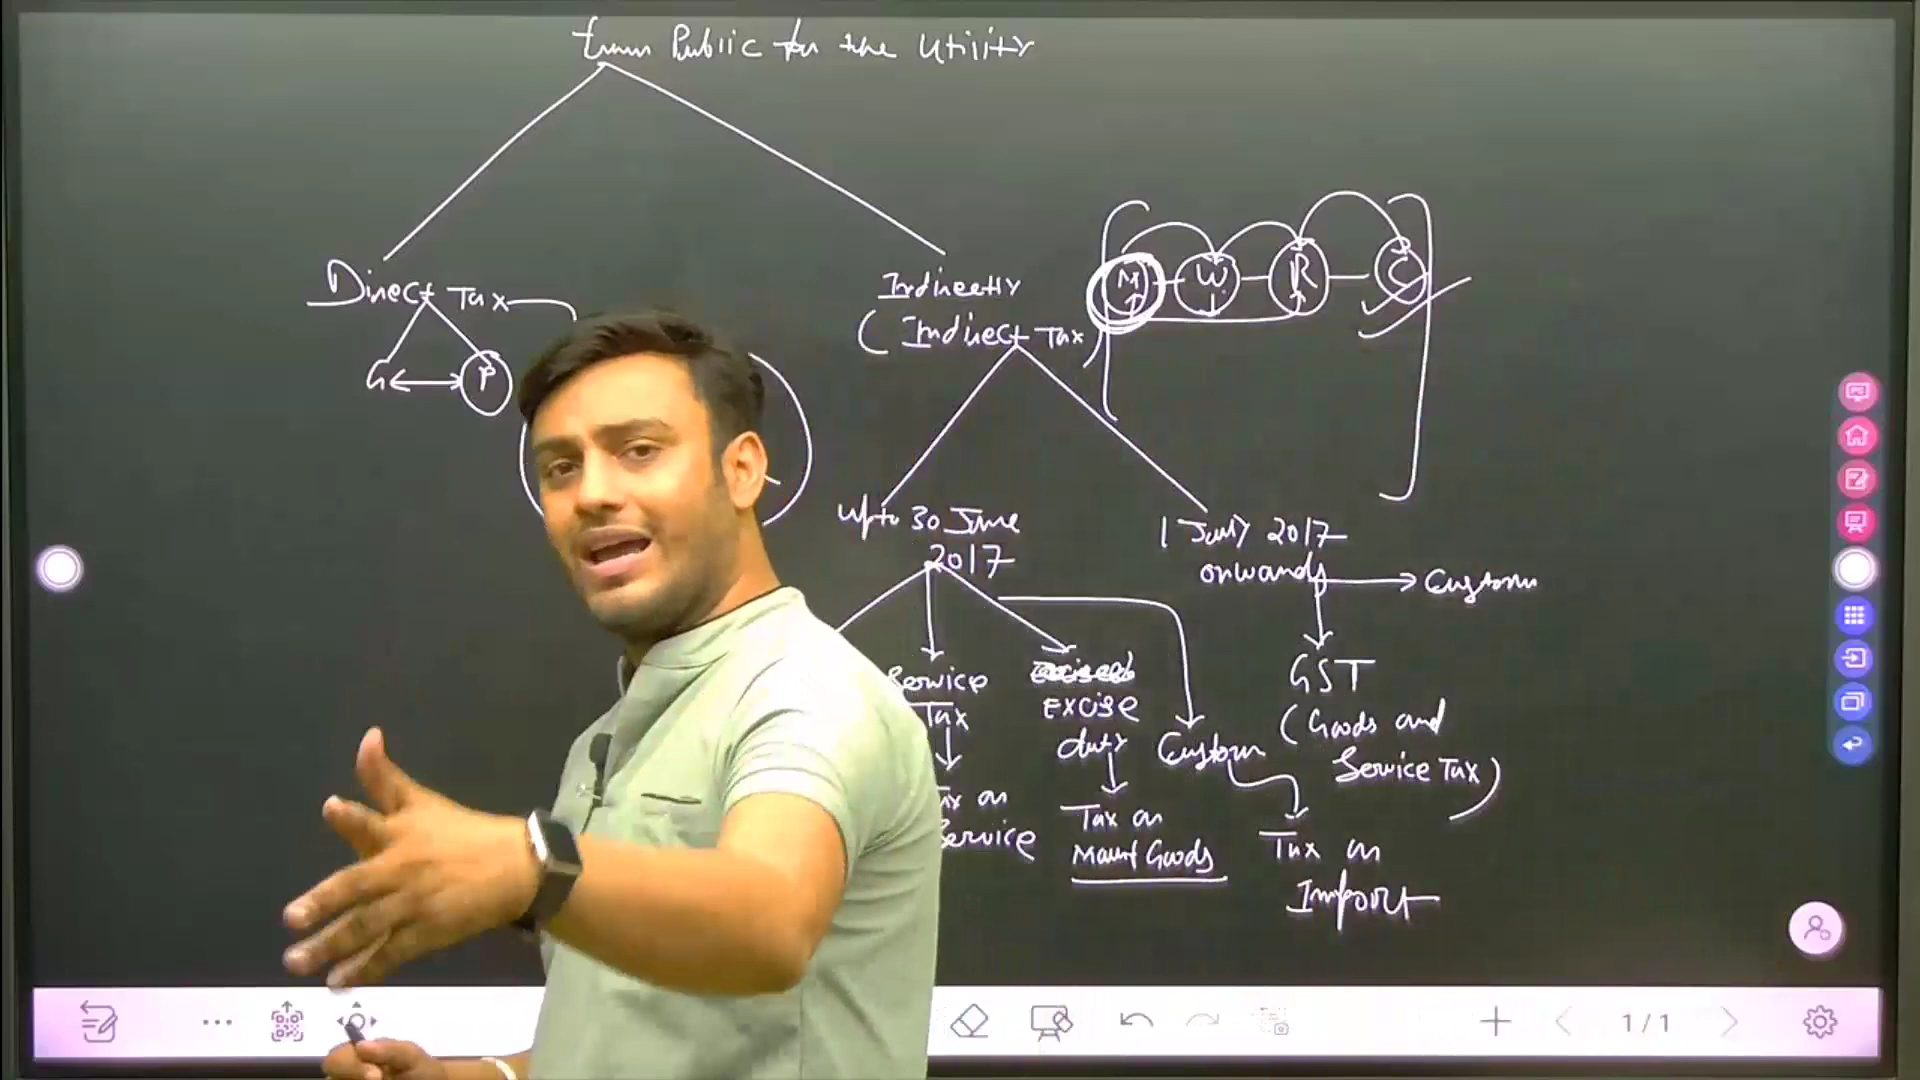 from Public for the Utility
Direct Tax
G
P
Indirectly
(Indirect Tax)
M
W
R
C
Upto 30 June
2017
1 July 2017
onwards
Custom
Service
Tax
Tax on
Service
Excise
duty
Tax on
Manf Goods
Custom
Tax on
Import
GST
(Goods and
Service Tax)
1/1